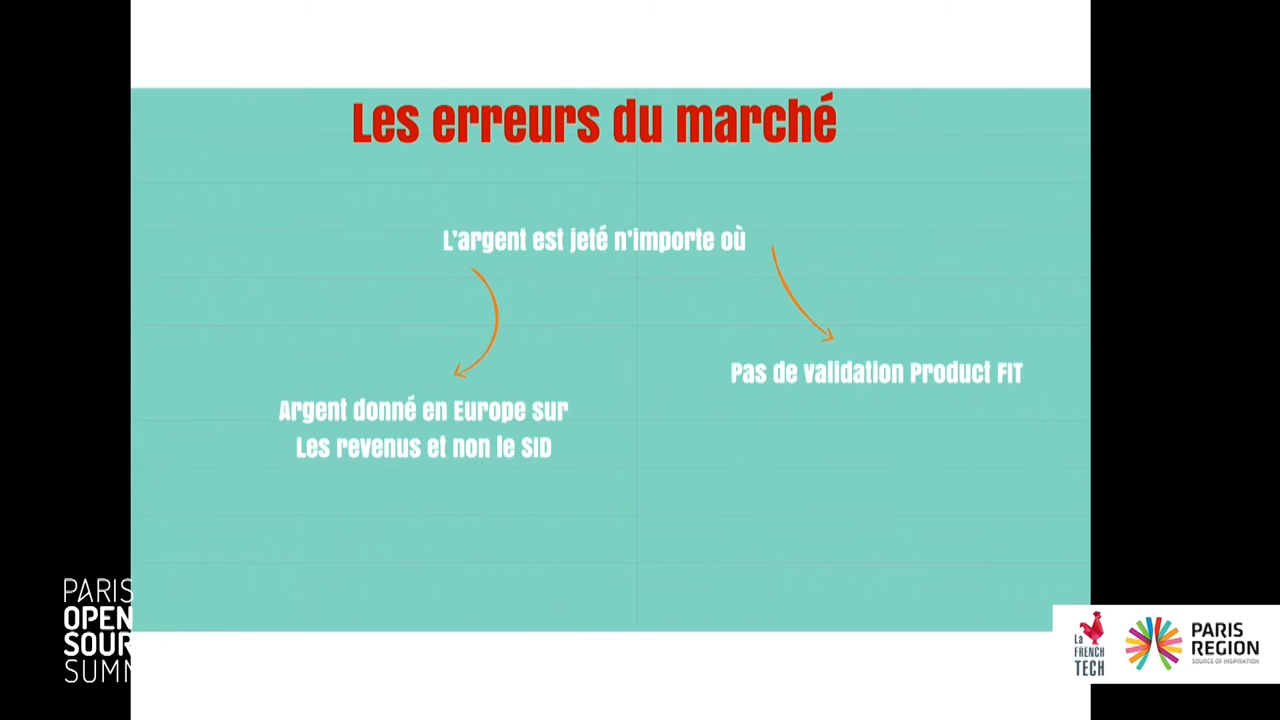 Les erreurs du marché
L'argent est jeté n'importe où
Pas de validation Product FIT
Argent donné en Europe sur
Les revenus et non le SID
PARIS
OPEN
SOUR
SUMM
La
FRENCH
TECH
PARIS
REGION
SOURCE OF INSPIRATION